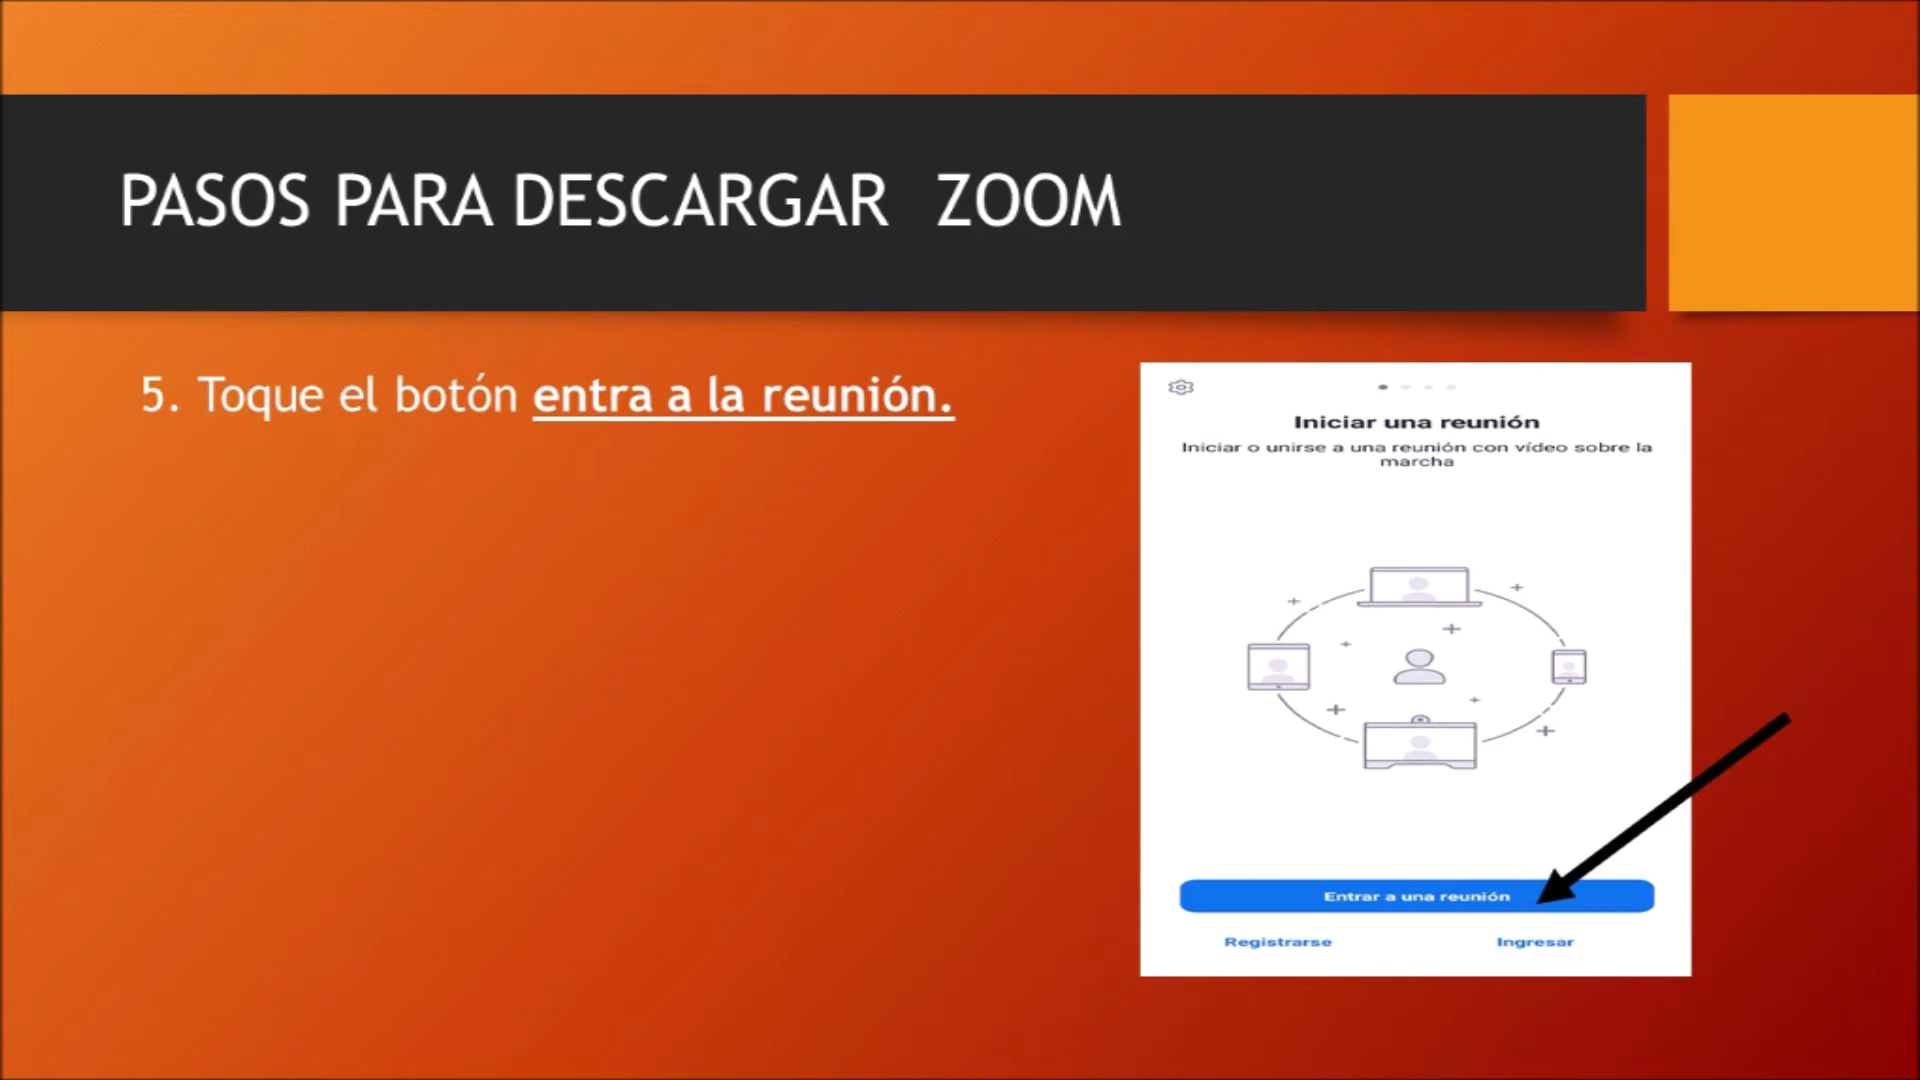 PASOS PARA DESCARGAR  ZOOM
5. Toque el botón entra a la reunión.
Iniciar una reunión
Iniciar o unirse a una reunión con vídeo sobre la
marcha
Entrar a una reunión
Registrarse
Ingresar